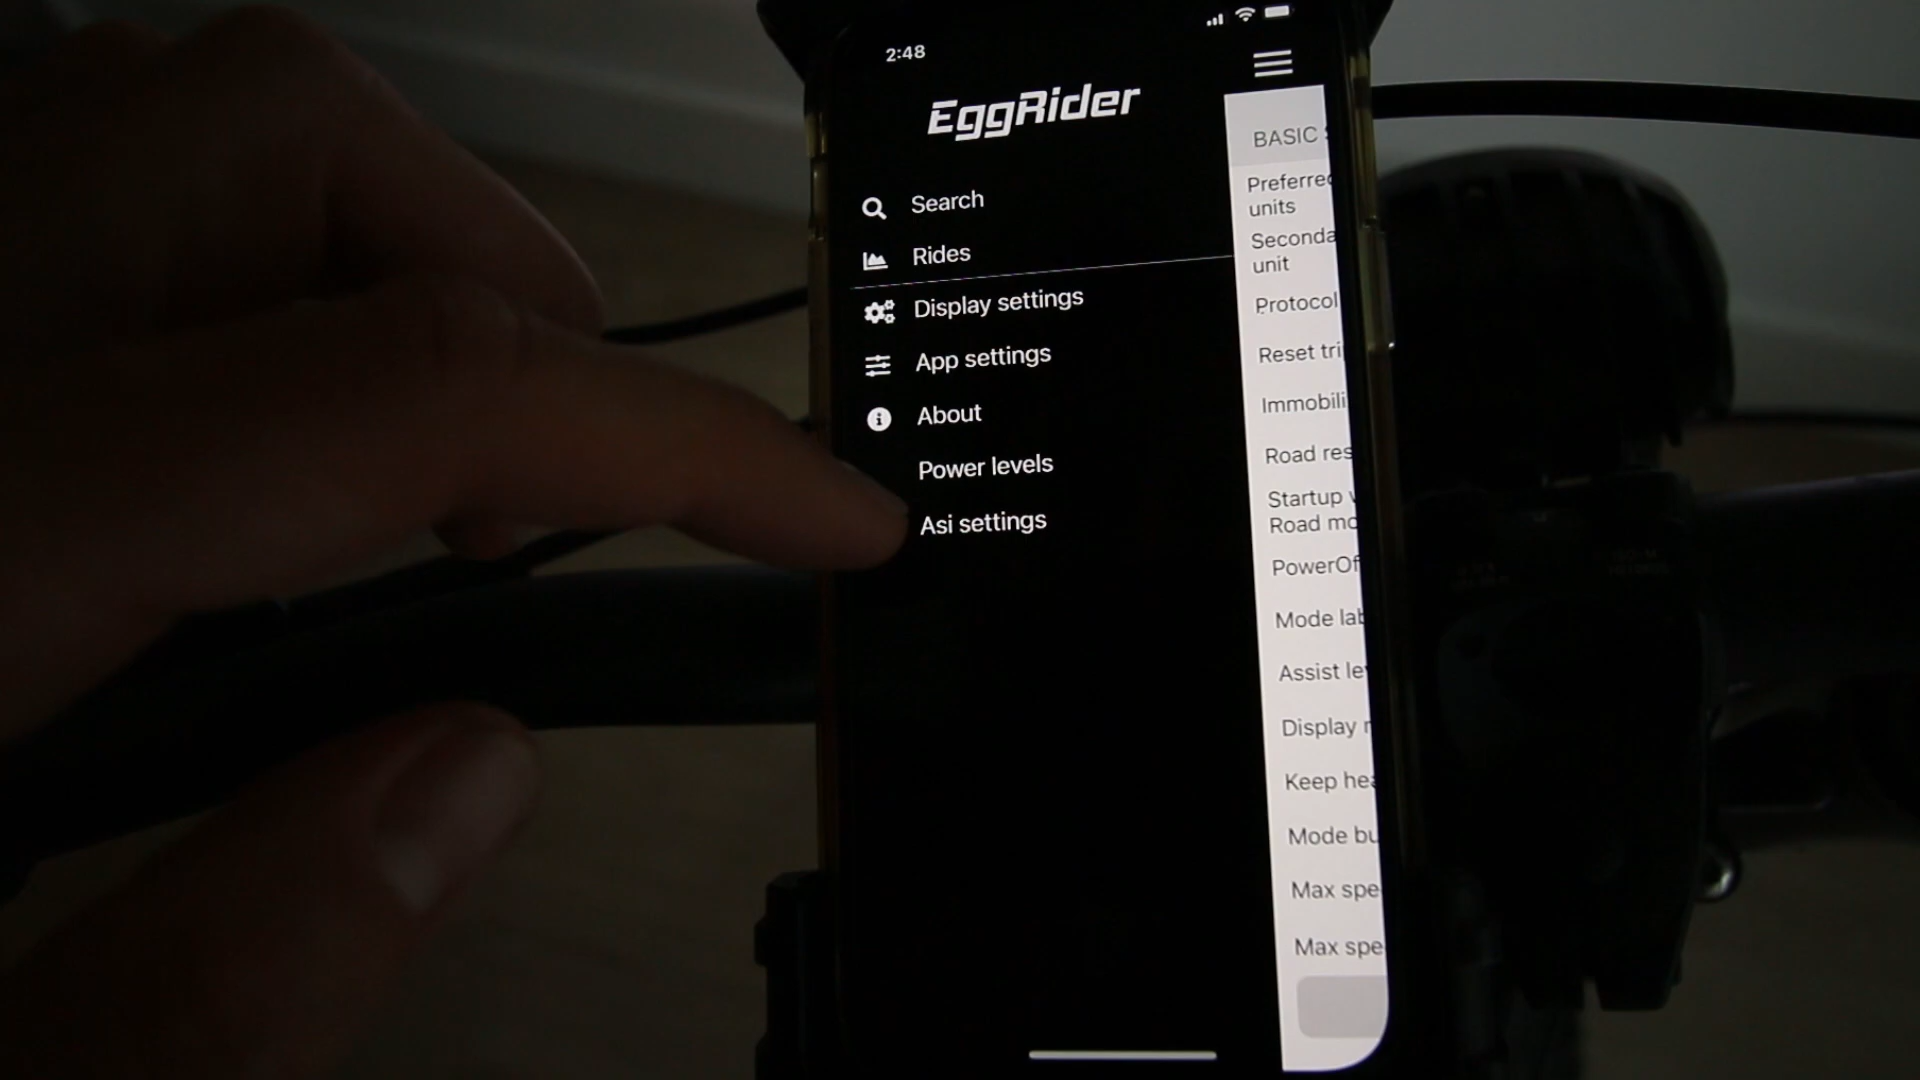 2:48
EggRider
Search
Rides
Display settings
App settings
About
Power levels
Asi settings
BASIC
Preferred
units
Seconda
unit
Protocol
Reset tri
Immobili
Road res
Startup
Road mo
PowerOf
Mode lab
Assist le
Display
Keep hea
Mode bu
Max spe
Max spe